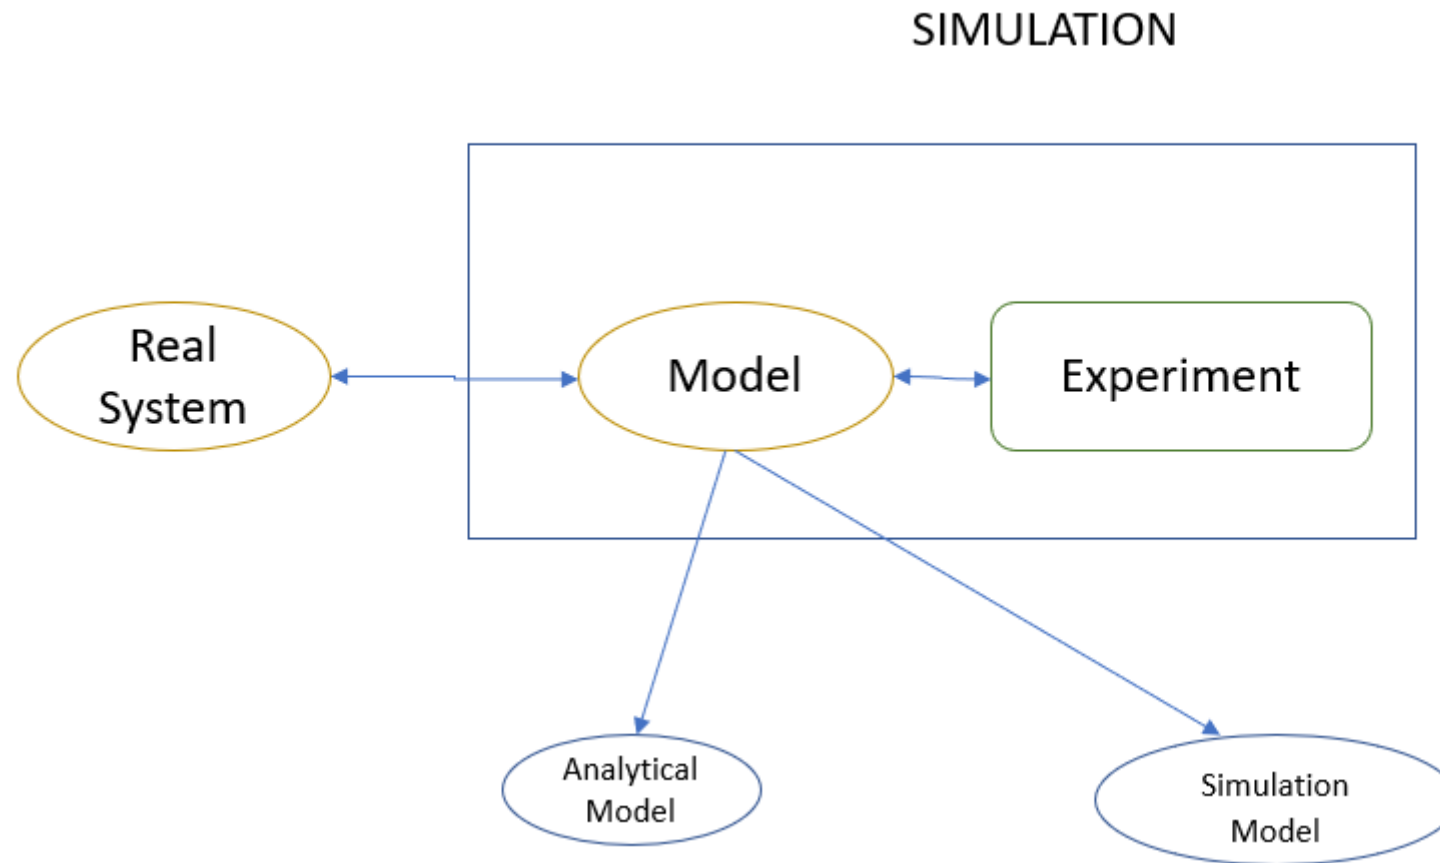 SIMULATION
Real
System
Model
Experiment
Analytical
Model
Simulation
Model